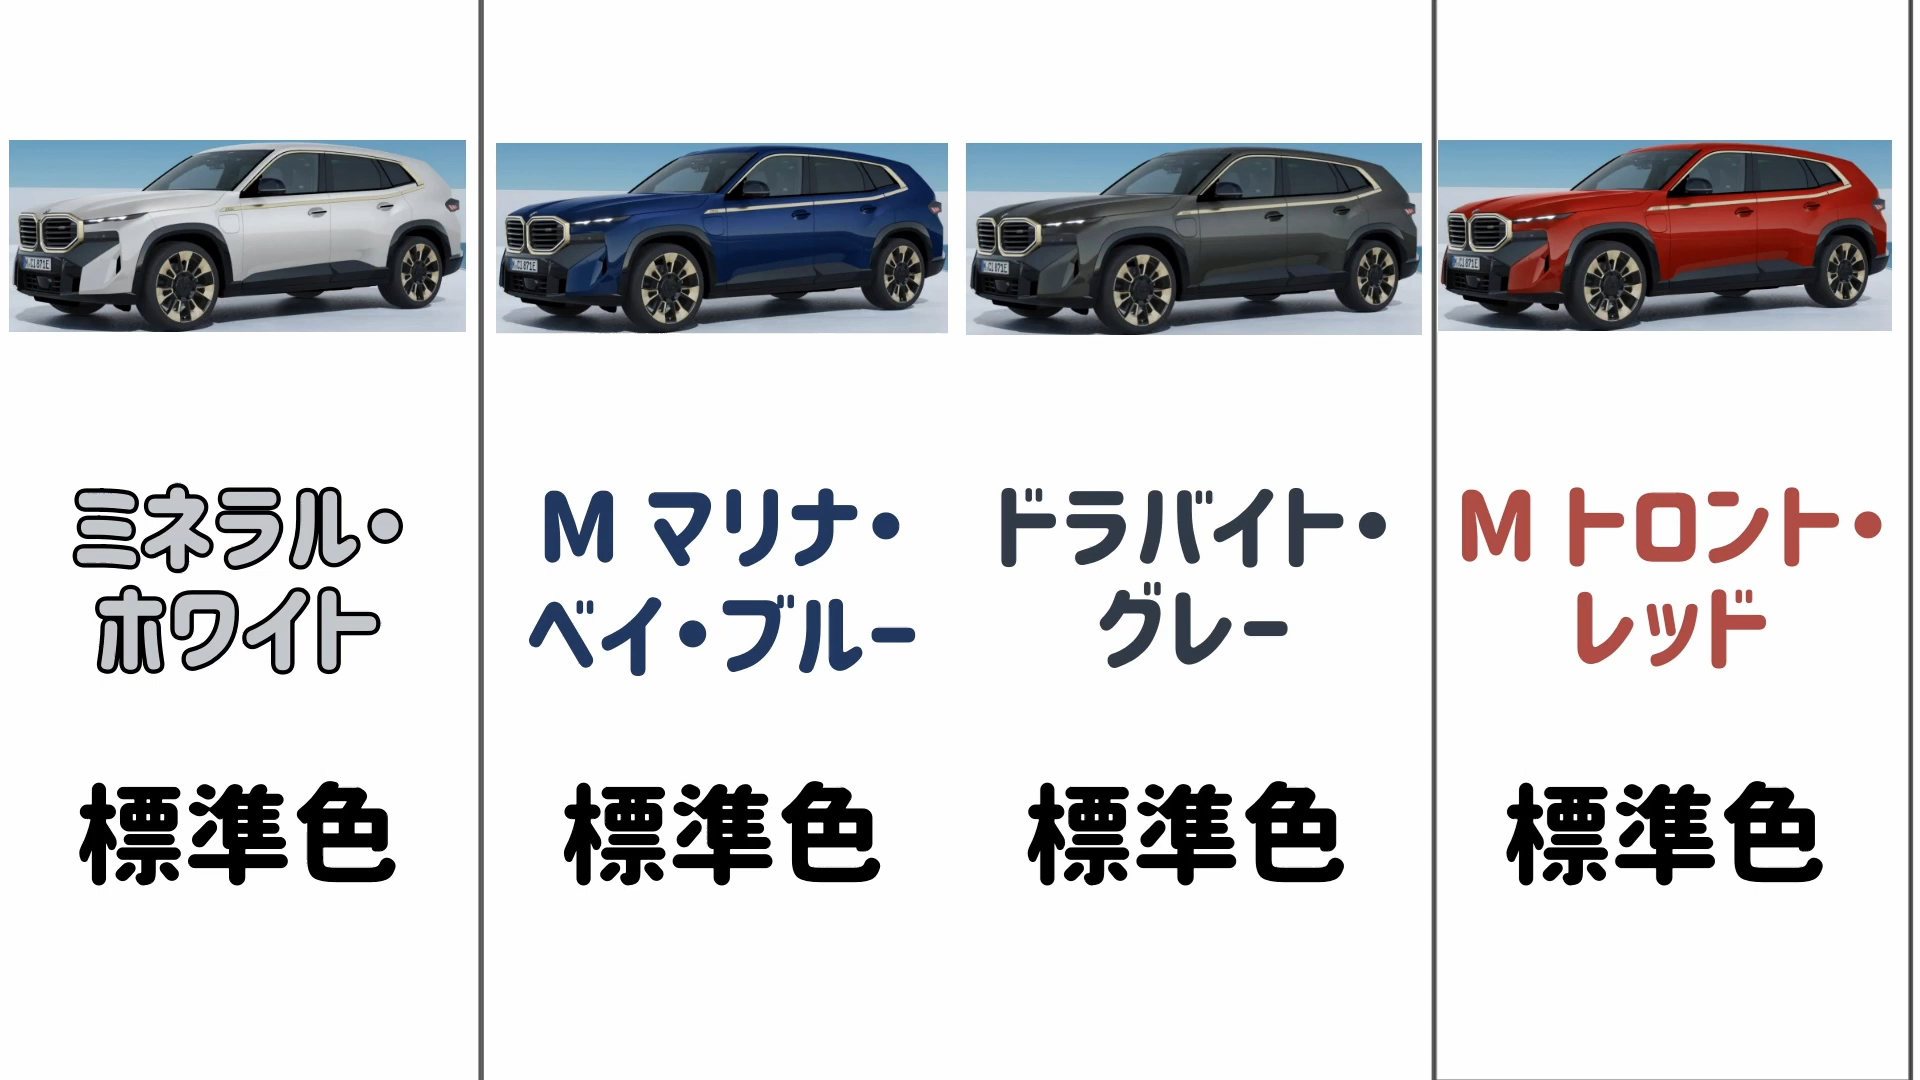 ミネラル・
ホワイト
標準色
M マリナ・
ベイ・ブルー
標準色
ドラバイト・
グレー
標準色
M トロント・
レッド
標準色